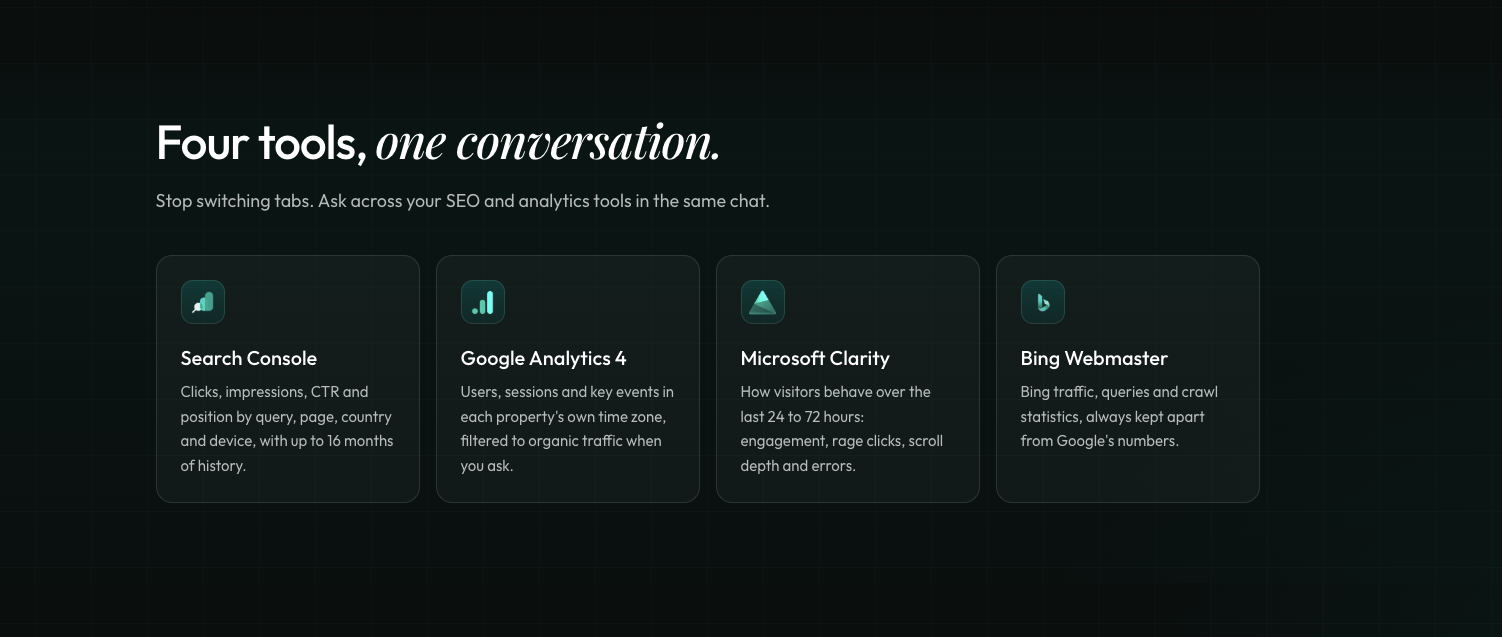 Four tools, one conversation.
Stop switching tabs. Ask across your SEO and analytics tools in the same chat.
Search Console
Clicks, impressions, CTR and
position by query, page, country
and device, with up to 16 months
of history.
Google Analytics 4
Users, sessions and key events in
each property's own time zone,
filtered to organic traffic when
you ask.
Microsoft Clarity
How visitors behave over the
last 24 to 72 hours:
engagement, rage clicks, scroll
depth and errors.
Bing Webmaster
Bing traffic, queries and crawl
statistics, always kept apart
from Google's numbers.